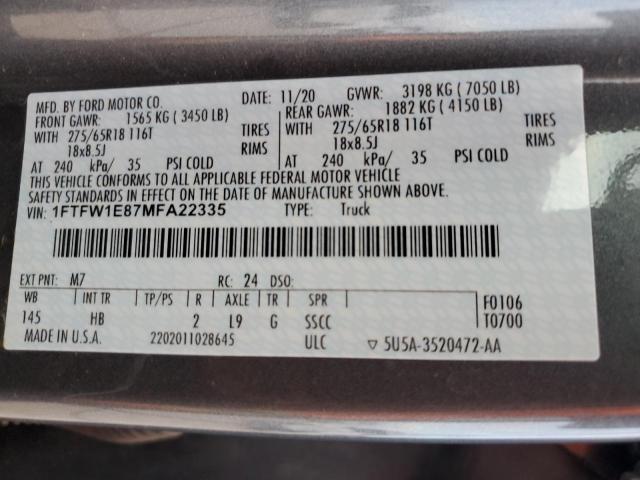 MFD. BY FORD MOTOR CO. DATE: 11/20 GVWR: 3198 KG ( 7050 LB)
FRONT GAWR: 1565 KG ( 3450 LB) REAR GAWR: 1882 KG ( 4150 LB)
WITH 275/65R18 116T TIRES WITH 275/65R18 116T TIRES
18x8.5J RIMS 18x8.5J RIMS
AT 240 kPa/ 35 PSI COLD AT 240 kPa/ 35 PSI COLD
THIS VEHICLE CONFORMS TO ALL APPLICABLE FEDERAL MOTOR VEHICLE
SAFETY STANDARDS IN EFFECT ON THE DATE OF MANUFACTURE SHOWN ABOVE.
VIN: 1FTFW1E87MFA22335 TYPE: Truck
EXT PNT: M7 RC: 24 DSO:
WB INT TR TP/PS R AXLE TR SPR F0106
145 HB 2 L9 G SSCC T0700
MADE IN U.S.A. 2202011028645 ULC ▽ 5U5A-3520472-AA